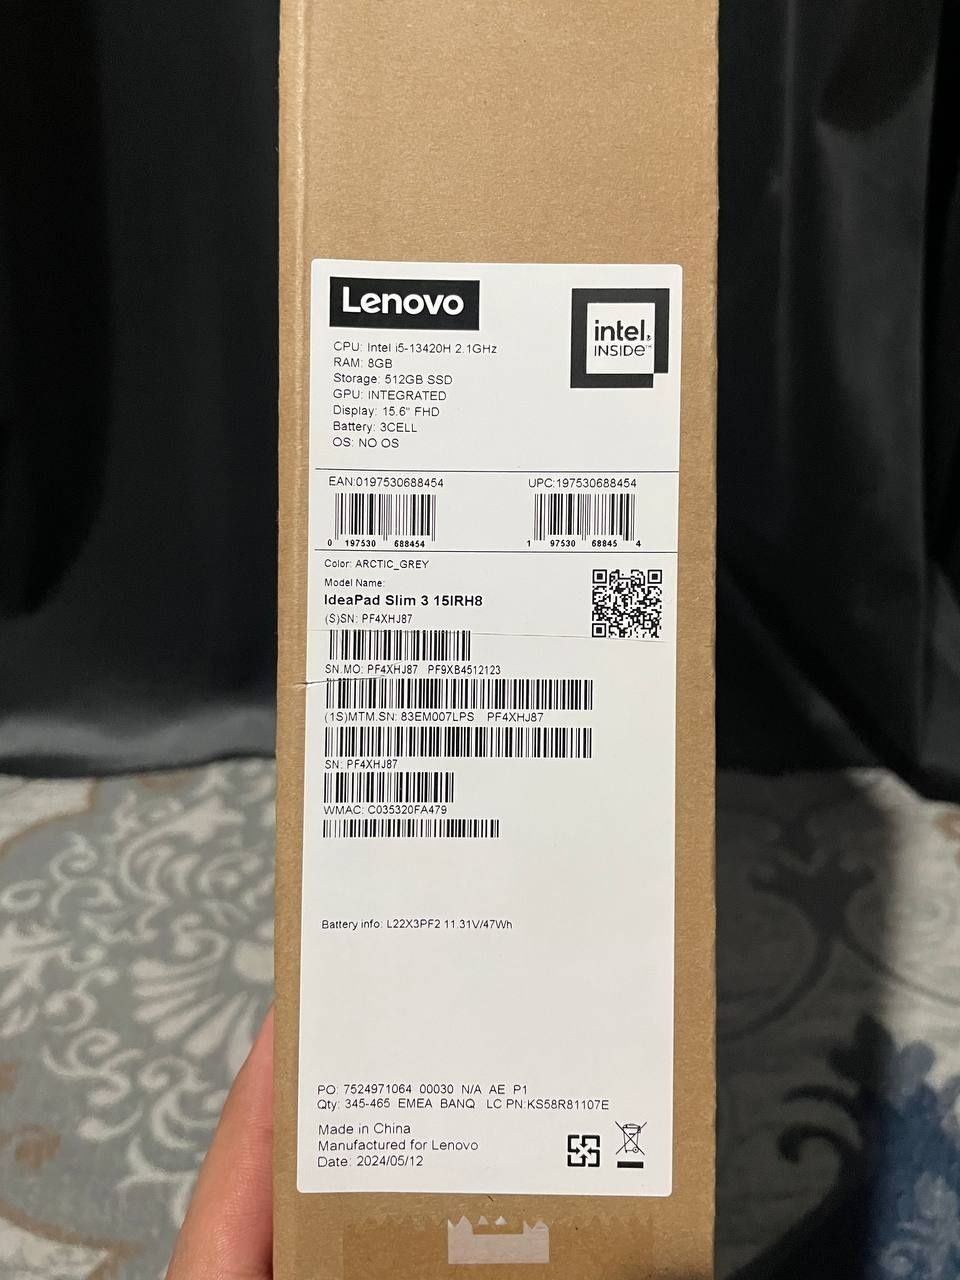 Lenovo
intel.
INSIDE™
CPU: Intel i5-13420H 2.1GHz
RAM: 8GB
Storage: 512GB SSD
GPU: INTEGRATED
Display: 15.6" FHD
Battery: 3CELL
OS: NO OS
EAN:0197530688454 UPC:197530688454
0 197530 688454 1 97530 68845 4
Color: ARCTIC_GREY
Model Name:
IdeaPad Slim 3 15IRH8
(S)SN: PF4XHJ87
SN.MO: PF4XHJ87 PF9XB4512123
(1S)MTM.SN: 83EM007LPS PF4XHJ87
SN: PF4XHJ87
WMAC: C035320FA479
Battery info: L22X3PF2 11.31V/47Wh
PO: 7524971064 00030 N/A AE P1
Qty: 345-465 EMEA BANQ LC PN:KS58R81107E
Made in China
Manufactured for Lenovo
Date: 2024/05/12